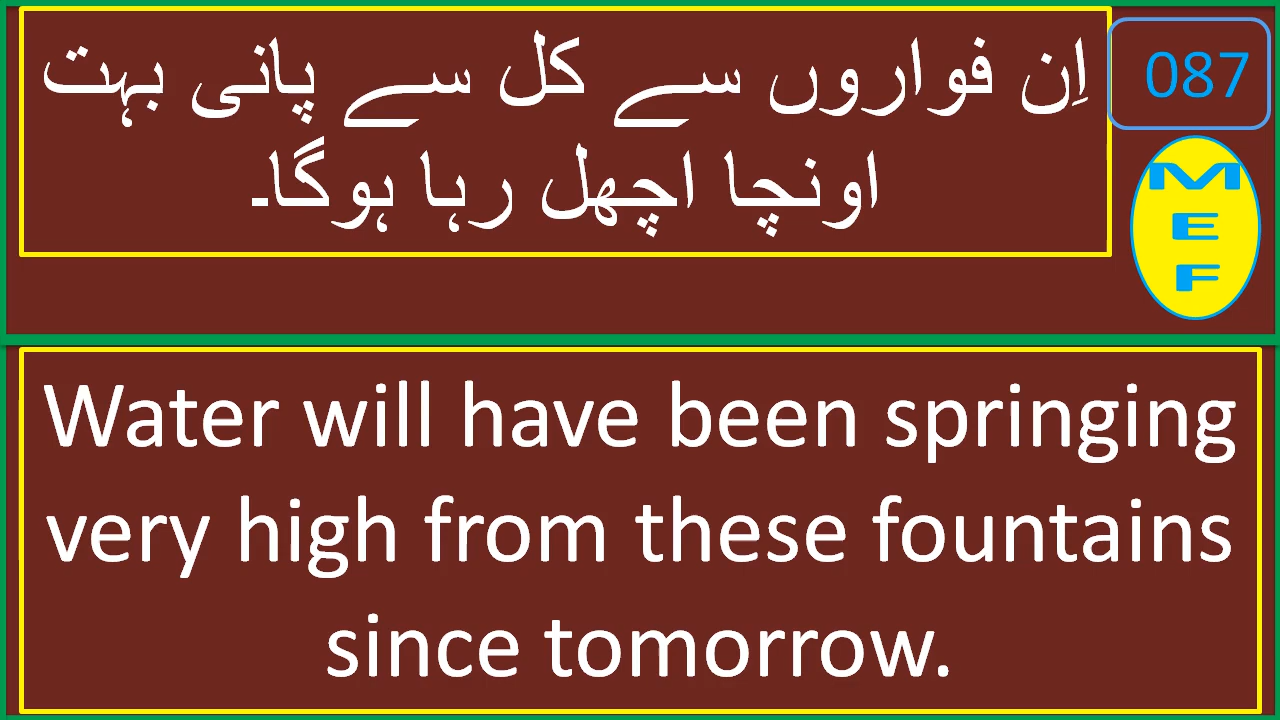 اِن فواروں سے کل سے پانی بہت
اونچا اچھل رہا ہوگا۔
087
M
E
F
Water will have been springing
very high from these fountains
since tomorrow.